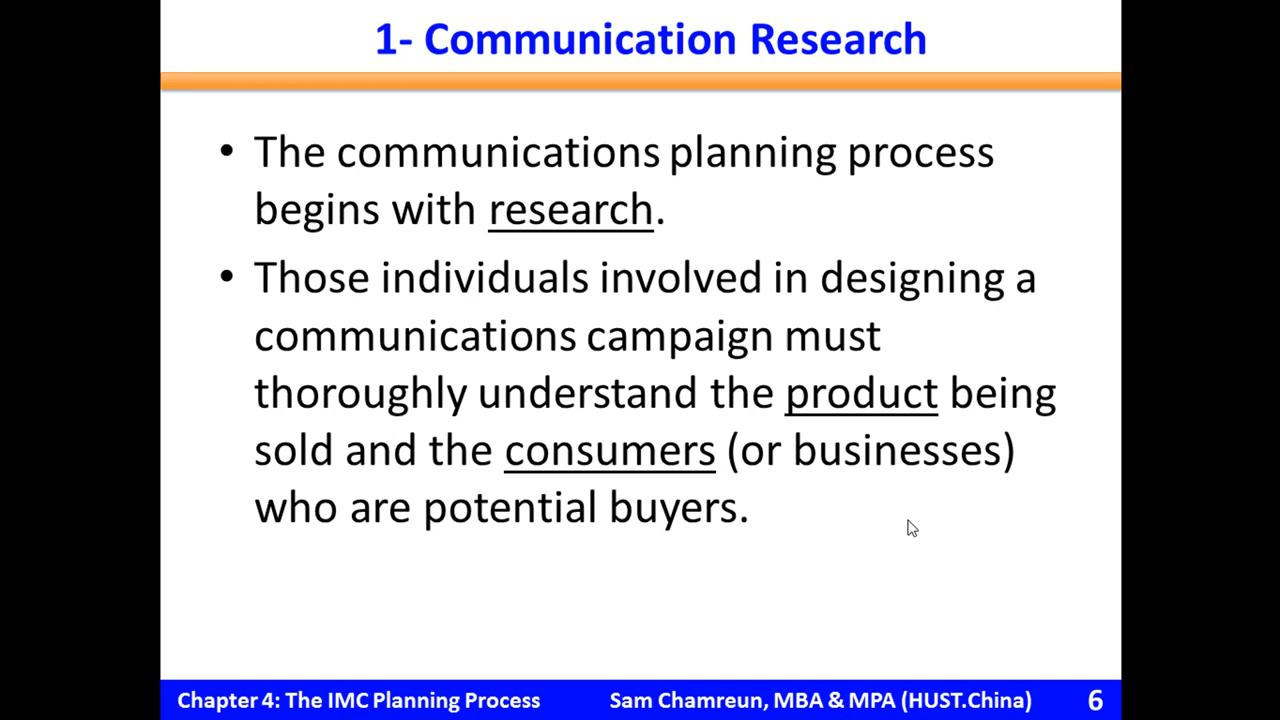 1- Communication Research
• The communications planning process
begins with research.
• Those individuals involved in designing a
communications campaign must
thoroughly understand the product being
sold and the consumers (or businesses)
who are potential buyers.
Chapter 4: The IMC Planning Process Sam Chamreun, MBA & MPA (HUST.China) 6